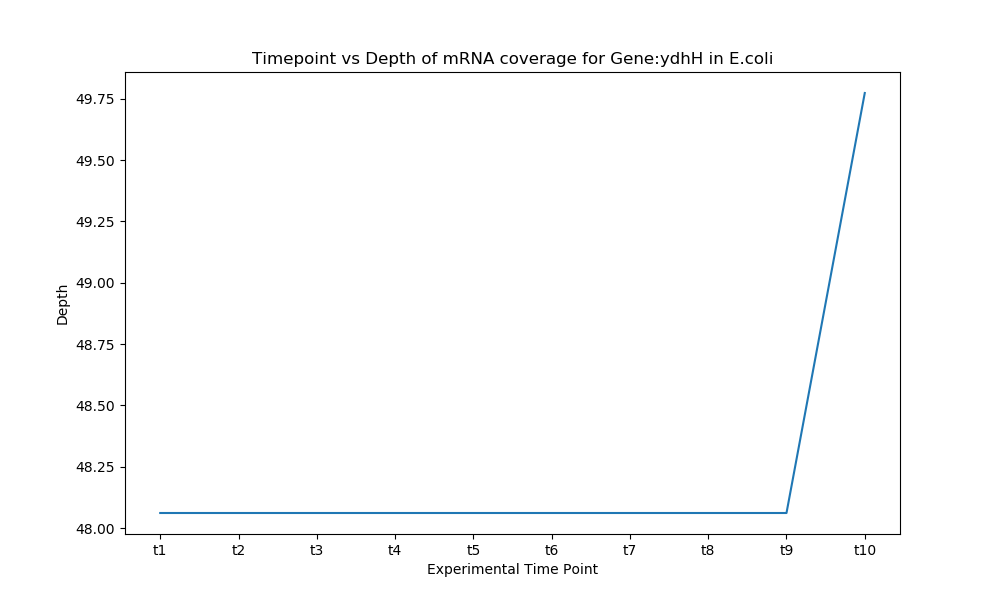 Timepoint vs Depth of mRNA coverage for Gene:ydhH in E.coli
49.75
49.50
49.25
49.00
48.75
48.50
48.25
48.00
Depth
t1 t2 t3 t4 t5 t6 t7 t8 t9 t10
Experimental Time Point